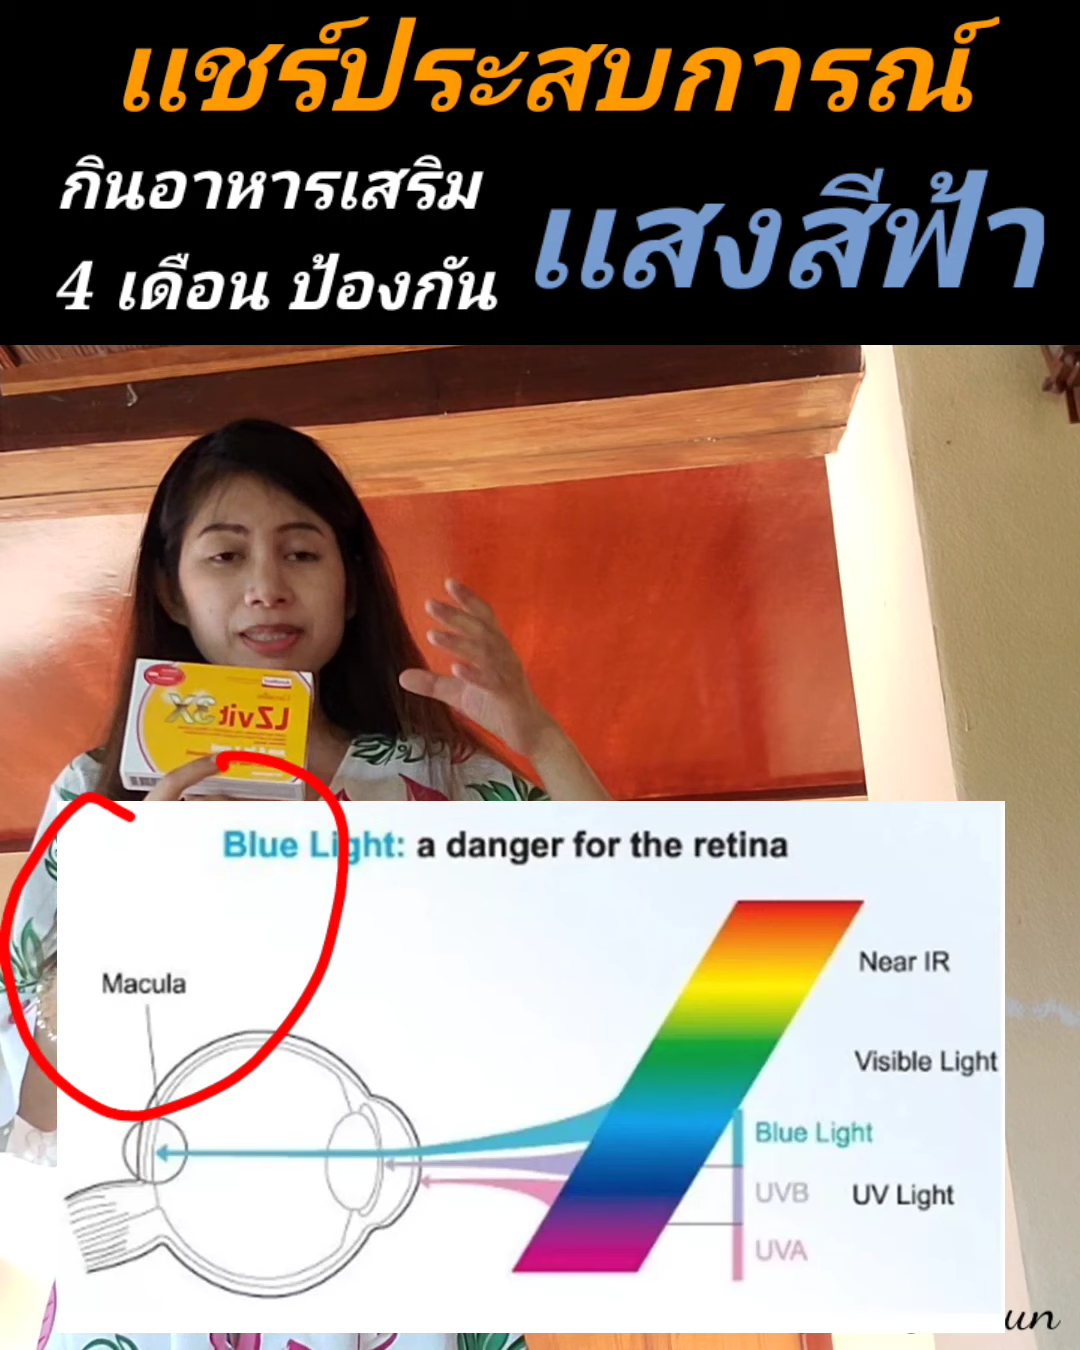 แชร์ประสบการณ์
กินอาหารเสริม
4 เดือน ป้องกัน
แสงสีฟ้า
LZvit 3X
Blue Light: a danger for the retina
Macula
Near IR
Visible Light
Blue Light
UVB
UV Light
UVA
un